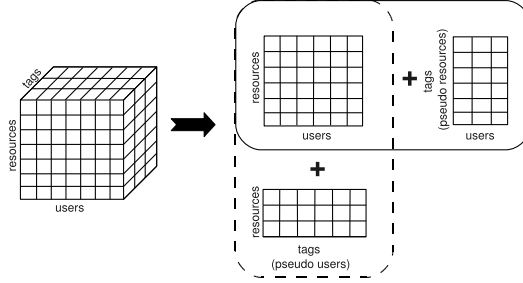 tags
resources
users
resources
users
+
tags
(pseudo resources)
users
+
resources
tags
(pseudo users)